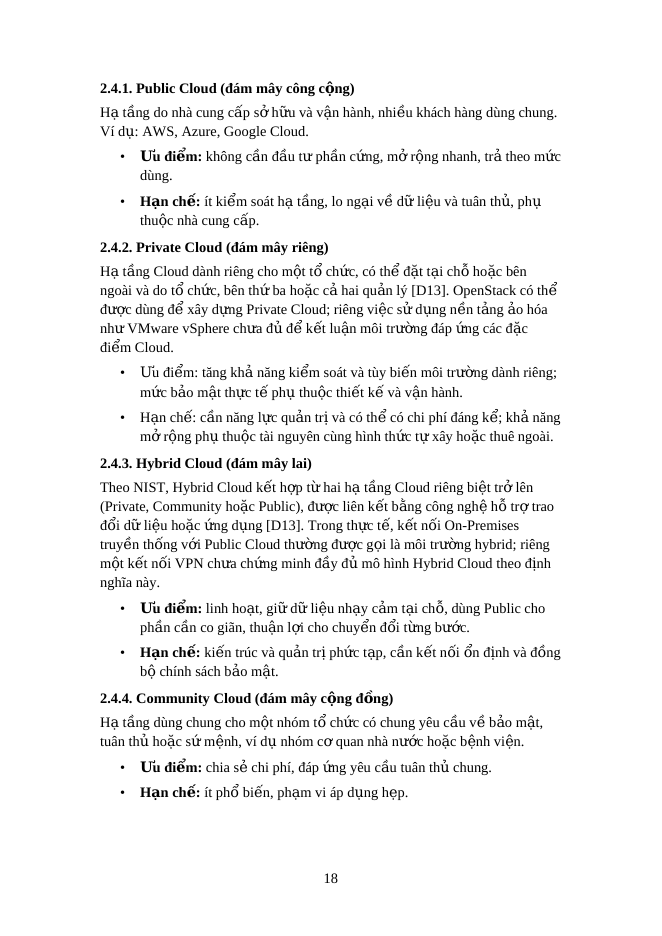 2.4.1. Public Cloud (đám mây công cộng)
Hạ tầng do nhà cung cấp sở hữu và vận hành, nhiều khách hàng dùng chung.
Ví dụ: AWS, Azure, Google Cloud.
• Ưu điểm: không cần đầu tư phần cứng, mở rộng nhanh, trả theo mức
dùng.
• Hạn chế: ít kiểm soát hạ tầng, lo ngại về dữ liệu và tuân thủ, phụ
thuộc nhà cung cấp.
2.4.2. Private Cloud (đám mây riêng)
Hạ tầng Cloud dành riêng cho một tổ chức, có thể đặt tại chỗ hoặc bên
ngoài và do tổ chức, bên thứ ba hoặc cả hai quản lý [D13]. OpenStack có thể
được dùng để xây dựng Private Cloud; riêng việc sử dụng nền tảng ảo hóa
như VMware vSphere chưa đủ để kết luận môi trường đáp ứng các đặc
điểm Cloud.
• Ưu điểm: tăng khả năng kiểm soát và tùy biến môi trường dành riêng;
mức bảo mật thực tế phụ thuộc thiết kế và vận hành.
• Hạn chế: cần năng lực quản trị và có thể có chi phí đáng kể; khả năng
mở rộng phụ thuộc tài nguyên cùng hình thức tự xây hoặc thuê ngoài.
2.4.3. Hybrid Cloud (đám mây lai)
Theo NIST, Hybrid Cloud kết hợp từ hai hạ tầng Cloud riêng biệt trở lên
(Private, Community hoặc Public), được liên kết bằng công nghệ hỗ trợ trao
đổi dữ liệu hoặc ứng dụng [D13]. Trong thực tế, kết nối On-Premises
truyền thống với Public Cloud thường được gọi là môi trường hybrid; riêng
một kết nối VPN chưa chứng minh đầy đủ mô hình Hybrid Cloud theo định
nghĩa này.
• Ưu điểm: linh hoạt, giữ dữ liệu nhạy cảm tại chỗ, dùng Public cho
phần cần co giãn, thuận lợi cho chuyển đổi từng bước.
• Hạn chế: kiến trúc và quản trị phức tạp, cần kết nối ổn định và đồng
bộ chính sách bảo mật.
2.4.4. Community Cloud (đám mây cộng đồng)
Hạ tầng dùng chung cho một nhóm tổ chức có chung yêu cầu về bảo mật,
tuân thủ hoặc sứ mệnh, ví dụ nhóm cơ quan nhà nước hoặc bệnh viện.
• Ưu điểm: chia sẻ chi phí, đáp ứng yêu cầu tuân thủ chung.
• Hạn chế: ít phổ biến, phạm vi áp dụng hẹp.
18